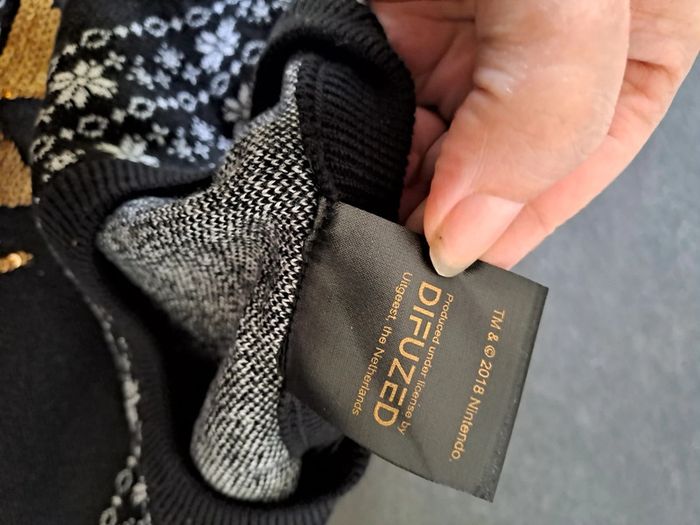 TM & © 2018 Nintendo.
Produced under license by
DIFUZED
Uitgeest, the Netherlands